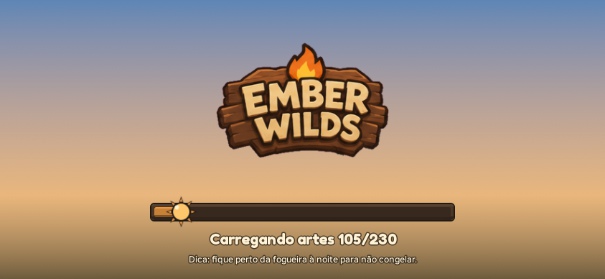 EMBER
WILDS
Carregando artes 105/230
Dica: fique perto da fogueira à noite para não congelar.